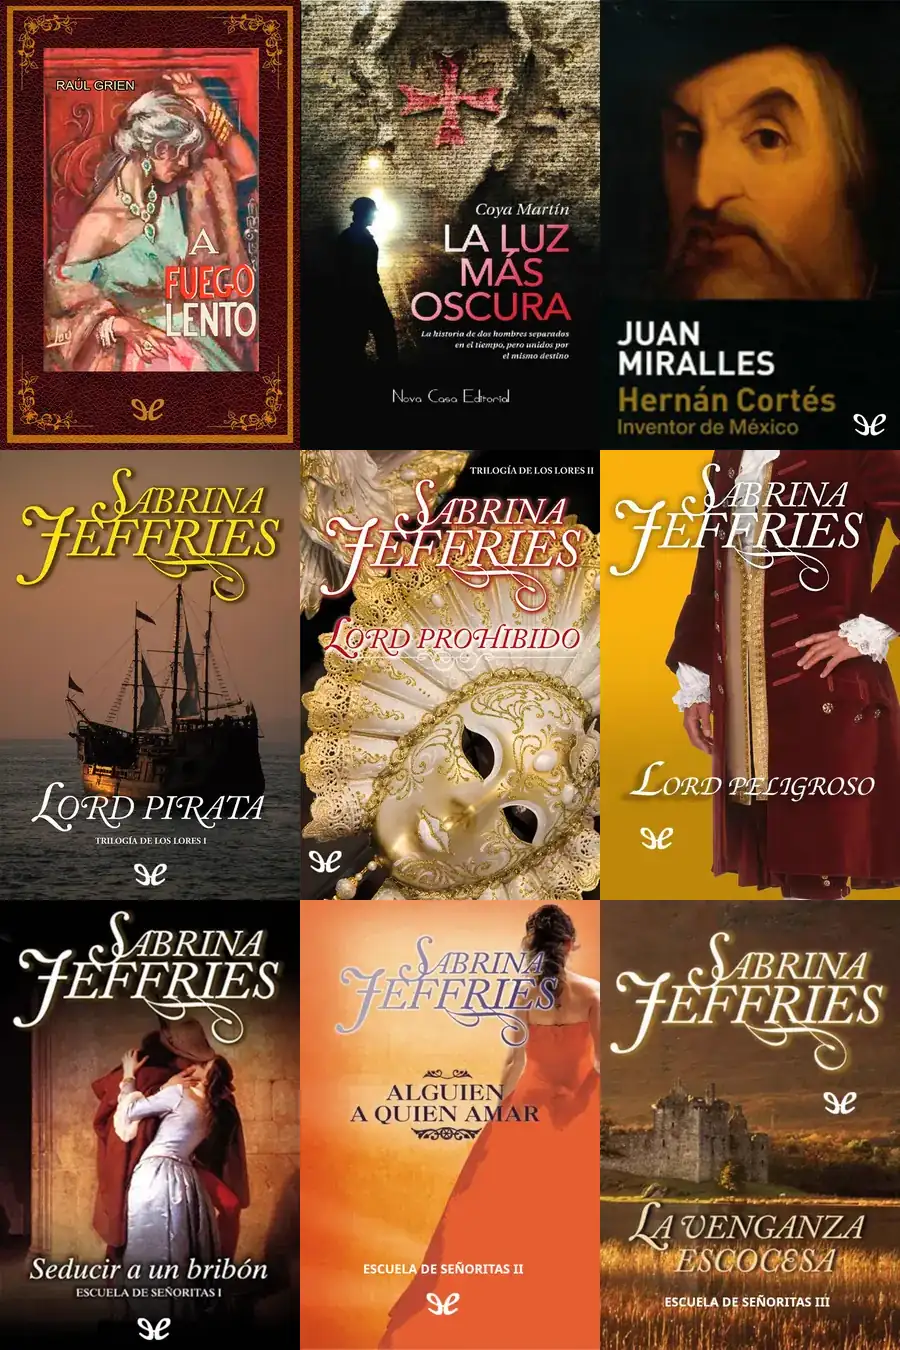 RAÚL GRIEN
A
FUEGO
LENTO
Coya Martín
LA LUZ
MÁS
OSCURA
La historia de dos hombres separados
en el tiempo, pero unidos por
el mismo destino
Nova Casa Editorial
JUAN
MIRALLES
Hernán Cortés
Inventor de México
SABRINA
JEFFRIES
LORD PIRATA
TRILOGÍA DE LOS LORES I
TRILOGÍA DE LOS LORES II
SABRINA
JEFFRIES
LORD PROHIBIDO
SABRINA
JEFFRIES
LORD PELIGROSO
SABRINA
JEFFRIES
Seducir a un bribón
ESCUELA DE SEÑORITAS I
SABRINA
JEFFRIES
ALGUIEN
A QUIEN AMAR
ESCUELA DE SEÑORITAS II
SABRINA
JEFFRIES
LA VENGANZA
ESCOCESA
ESCUELA DE SEÑORITAS III